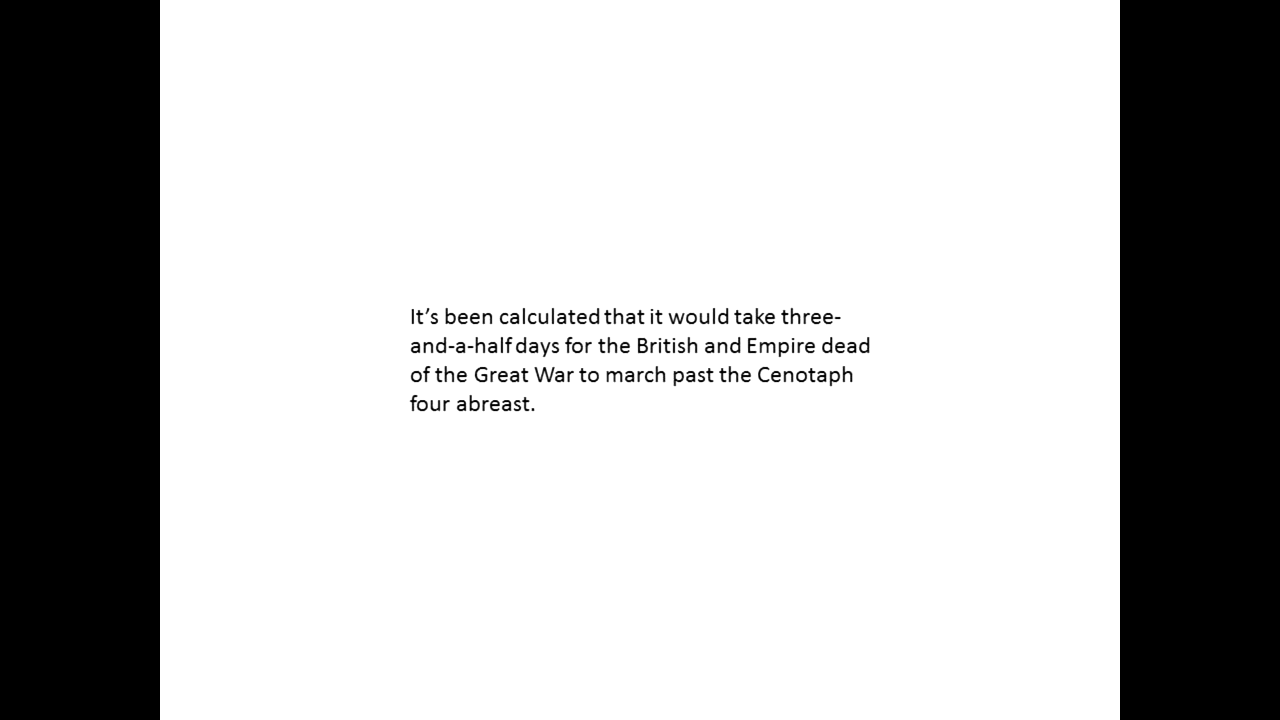 It’s been calculated that it would take three-
and-a-half days for the British and Empire dead
of the Great War to march past the Cenotaph
four abreast.